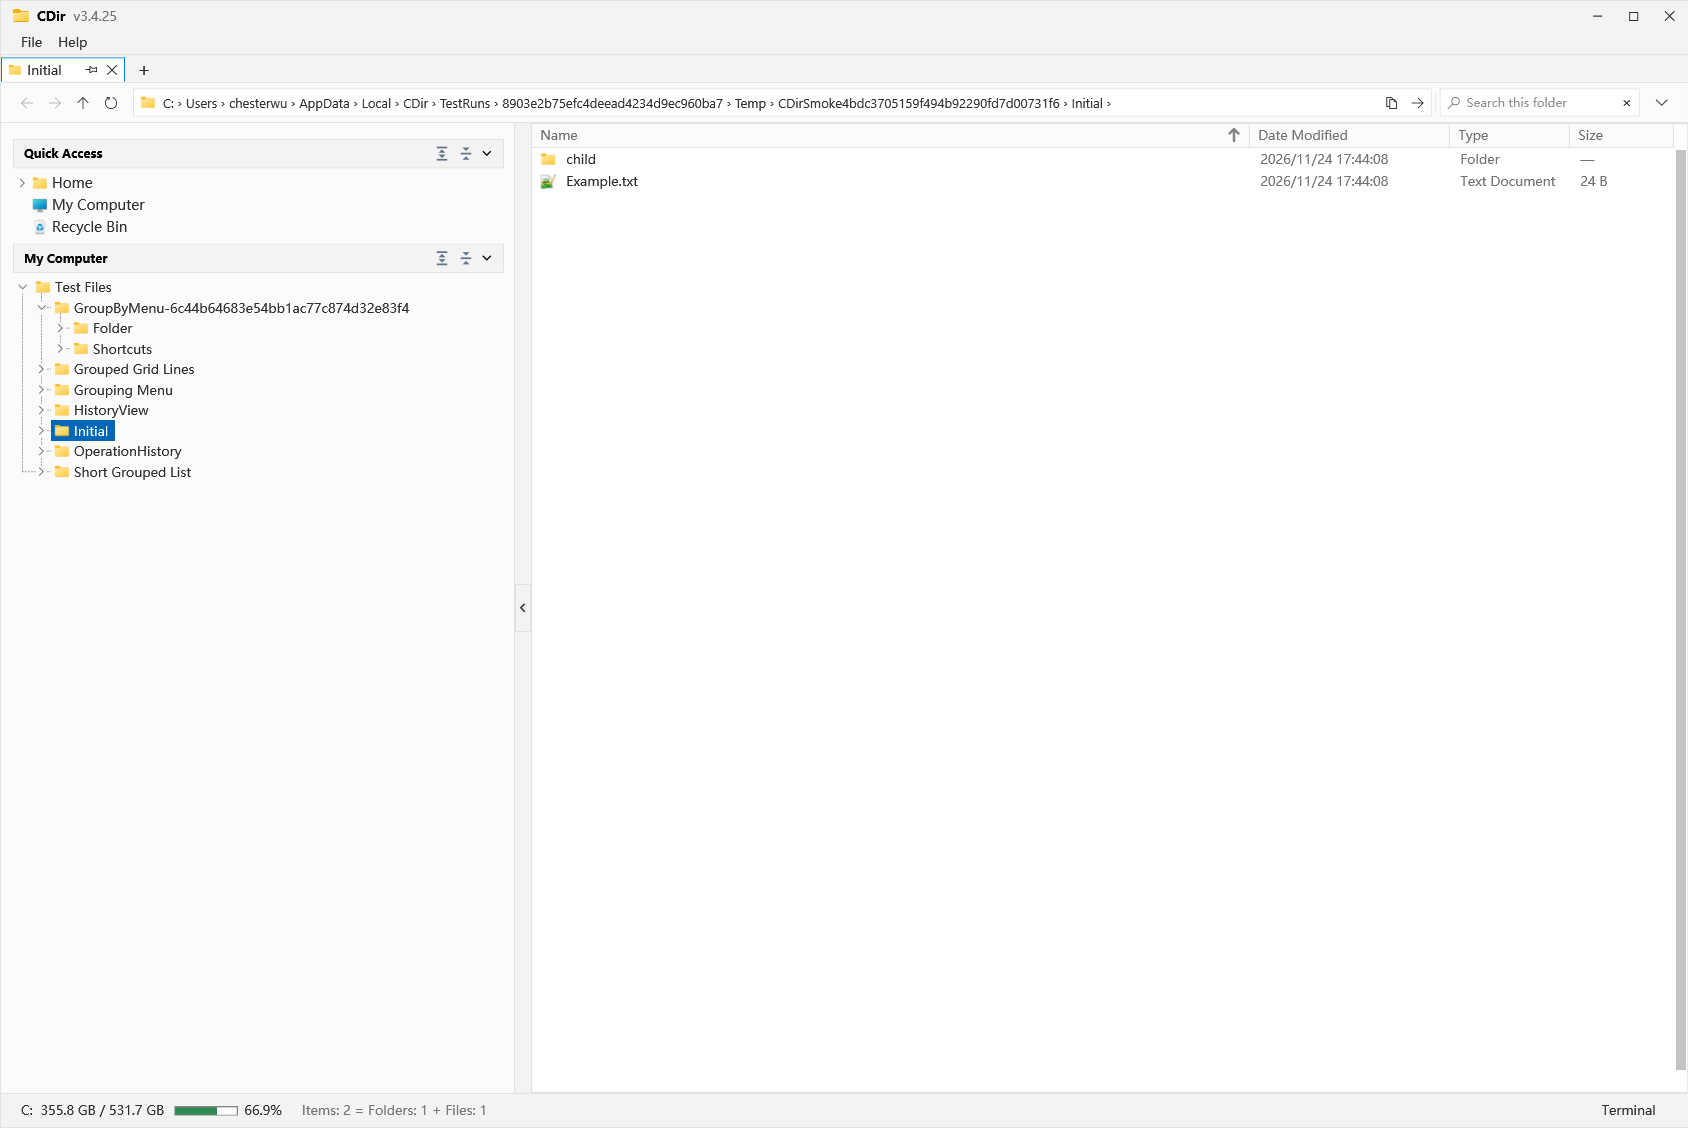 CDir v3.4.25
File Help
Initial
C: › Users › chesterwu › AppData › Local › CDir › TestRuns › 8903e2b75efc4deead4234d9ec960ba7 › Temp › CDirSmoke4bdc3705159f494b92290fd7d00731f6 › Initial ›
Search this folder
Quick Access
Home
My Computer
Recycle Bin
My Computer
Test Files
GroupByMenu-6c44b64683e54bb1ac77c874d32e83f4
Folder
Shortcuts
Grouped Grid Lines
Grouping Menu
HistoryView
Initial
OperationHistory
Short Grouped List
Name Date Modified Type Size
child 2026/11/24 17:44:08 Folder —
Example.txt 2026/11/24 17:44:08 Text Document 24 B
C: 355.8 GB / 531.7 GB 66.9% Items: 2 = Folders: 1 + Files: 1
Terminal